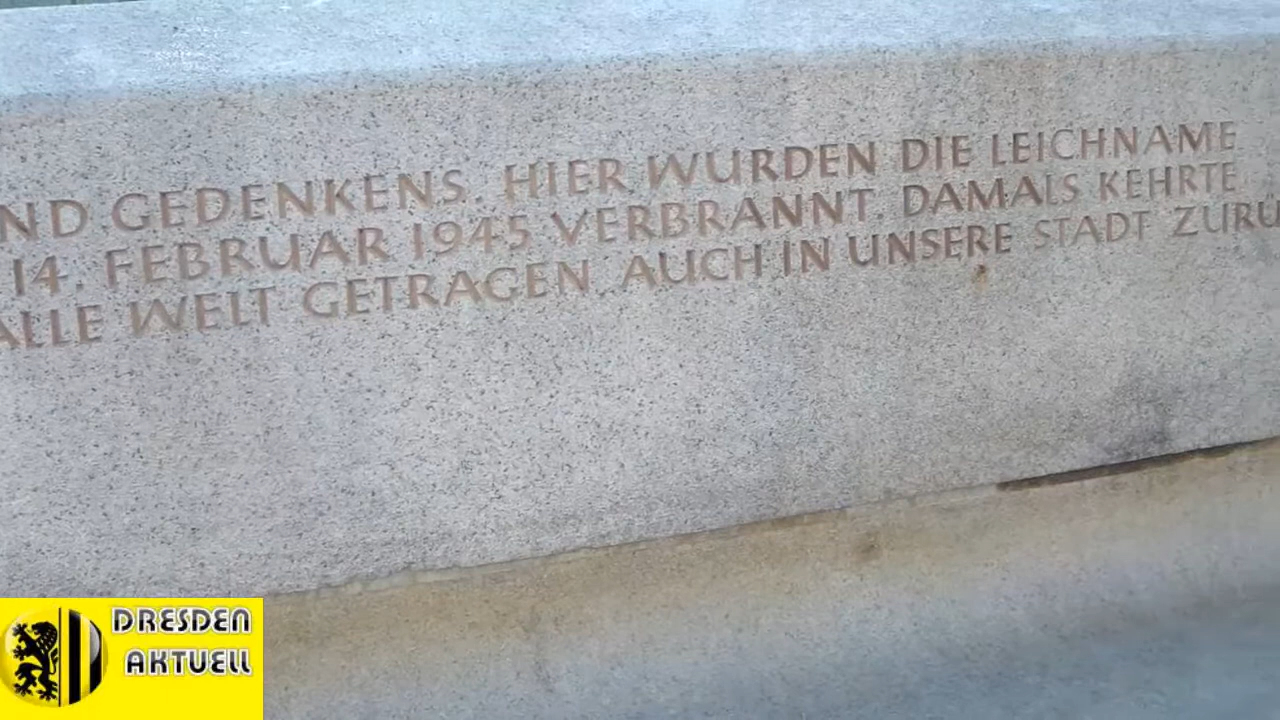 ND GEDENKENS. HIER WURDEN DIE LEICHNAME
14. FEBRUAR 1945 VERBRANNT. DAMALS KEHRTE
ALLE WELT GETRAGEN AUCH IN UNSERE STADT ZURÜ
DRESDEN
AKTUELL